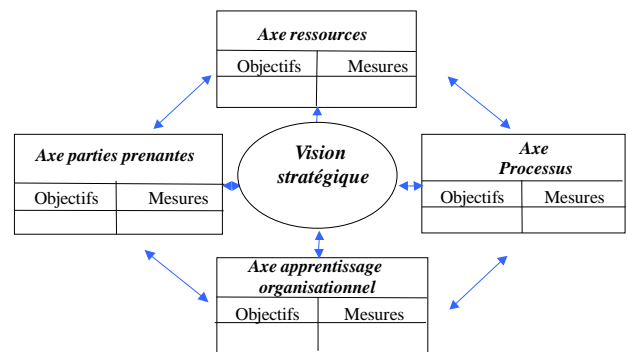 Axe ressources
Objectifs Mesures
Axe parties prenantes
Objectifs Mesures
Vision
stratégique
Axe
Processus
Objectifs Mesures
Axe apprentissage
organisationnel
Objectifs Mesures